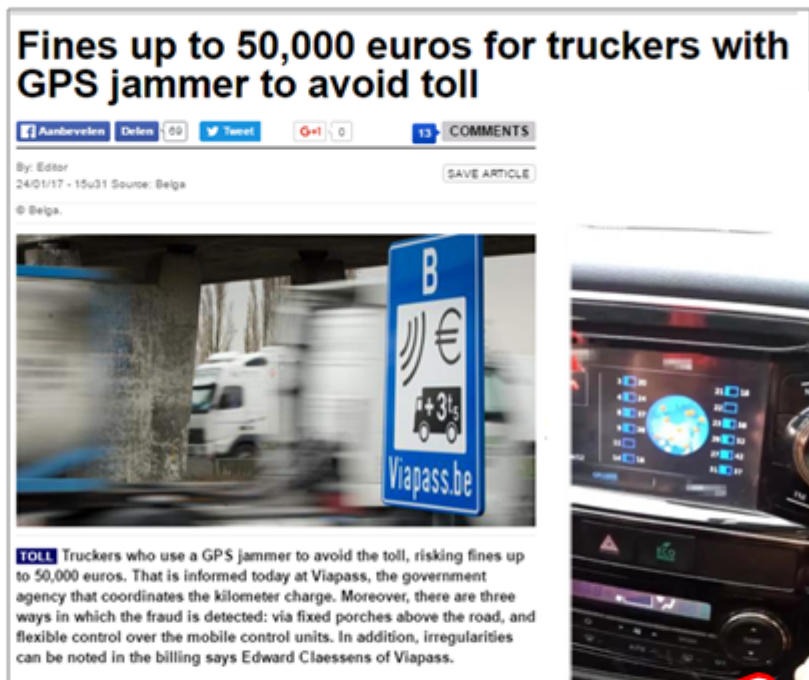 Fines up to 50,000 euros for truckers with
GPS jammer to avoid toll
Aanbevelen Delen 69 Tweet G+1 0 13 COMMENTS
By: Editor
24/01/17 - 15u31 Source: Belga
SAVE ARTICLE
© Belga.
B
€
+3t5
Viapass.be
TOLL Truckers who use a GPS jammer to avoid the toll, risking fines up
to 50,000 euros. That is informed today at Viapass, the government
agency that coordinates the kilometer charge. Moreover, there are three
ways in which the fraud is detected: via fixed porches above the road, and
flexible control over the mobile control units. In addition, irregularities
can be noted in the billing says Edward Claessens of Viapass.
ECO